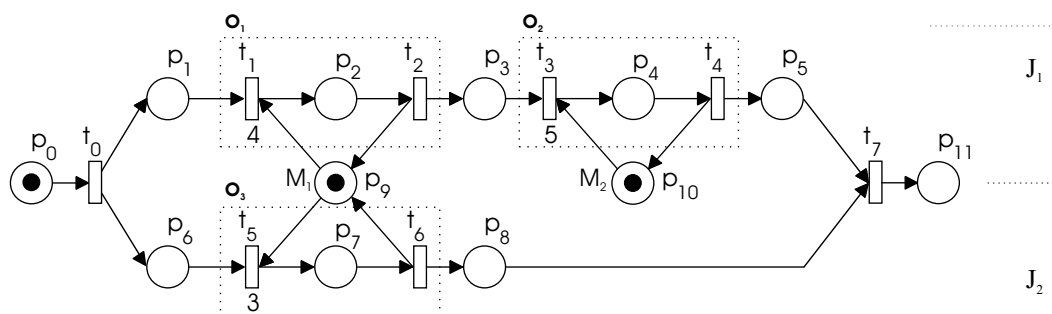 O₁ O₂
p₁ t₁ p₂ t₂ p₃ t₃ p₄ t₄ p₅ J₁
4 5
p₀ t₀ t₇ p₁₁
M₁ p₉ M₂ p₁₀
O₃
p₆ t₅ p₇ t₆ p₈
3 J₂